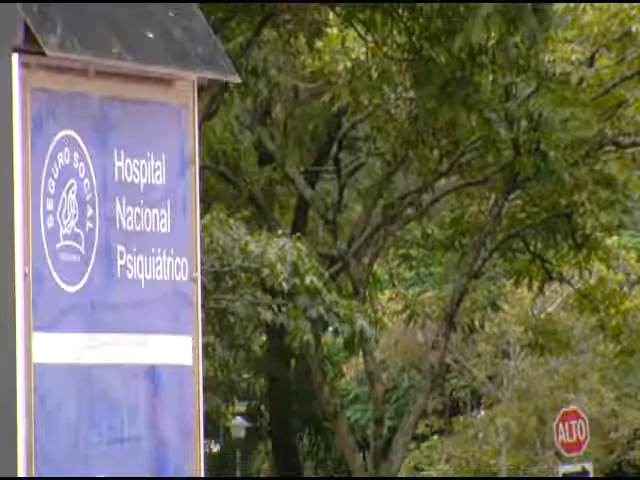 SEGURO SOCIAL
Hospital
Nacional
Psiquiátrico
ALTO